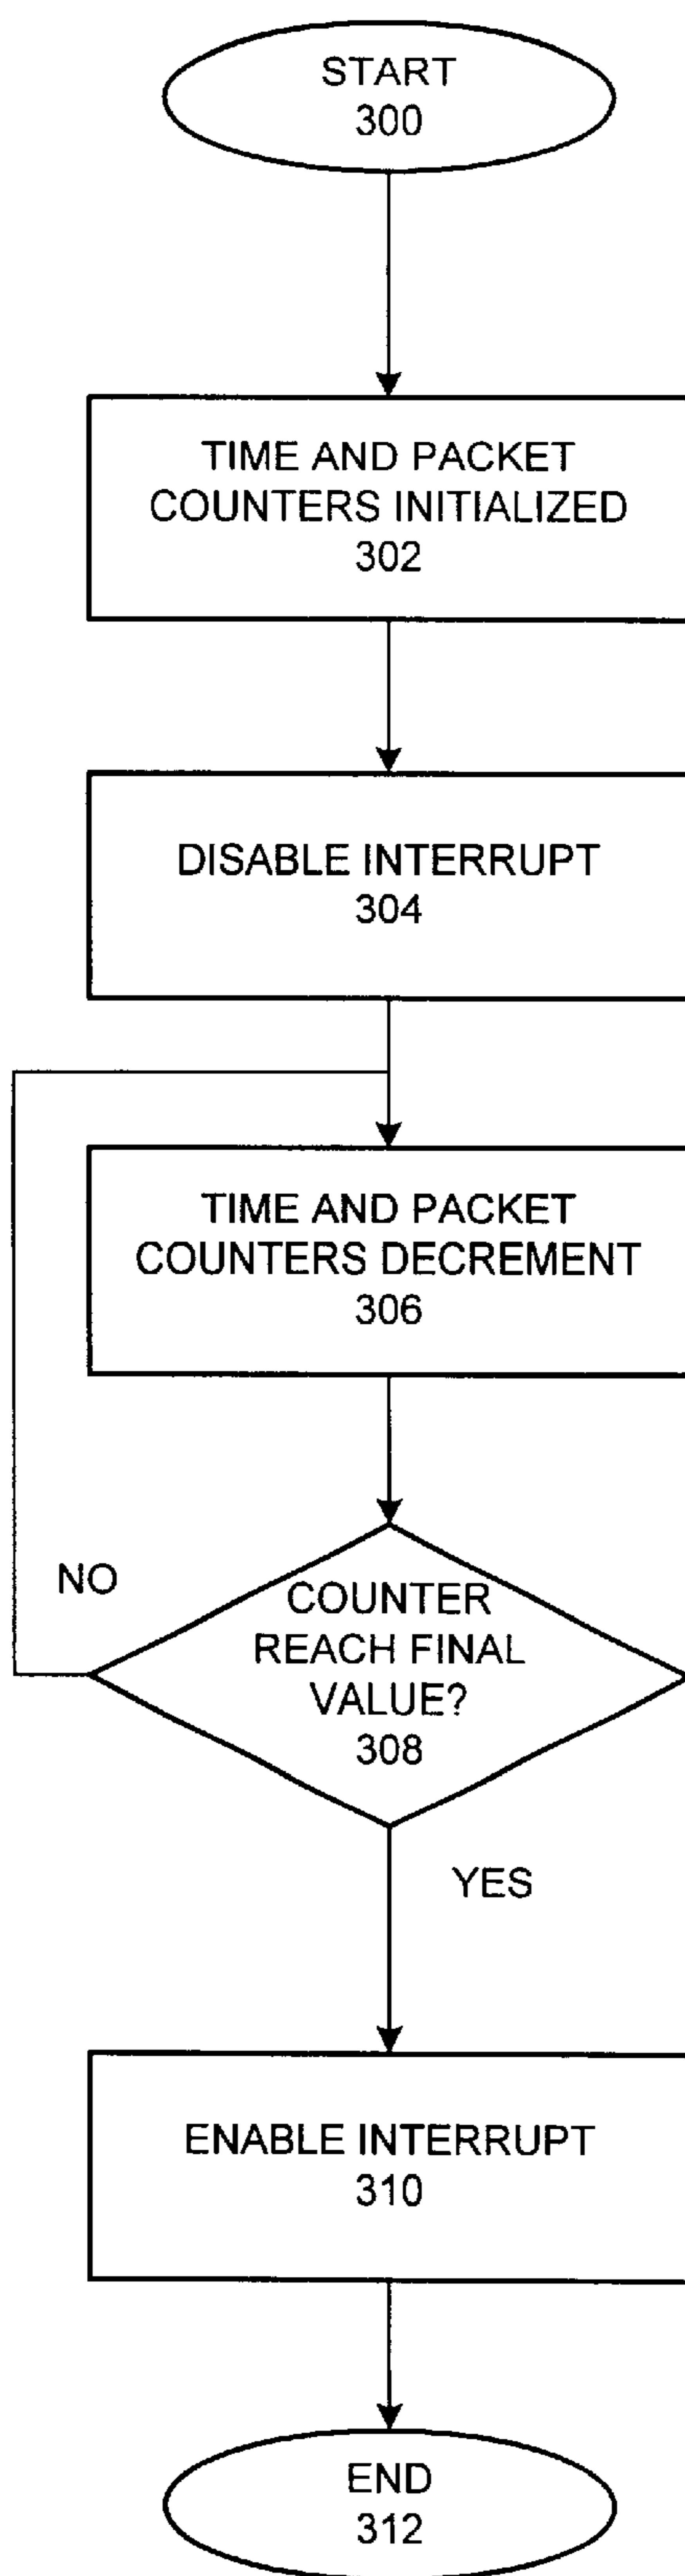 START
300
TIME AND PACKET
COUNTERS INITIALIZED
302
DISABLE INTERRUPT
304
TIME AND PACKET
COUNTERS DECREMENT
306
NO
COUNTER
REACH FINAL
VALUE?
308
YES
ENABLE INTERRUPT
310
END
312